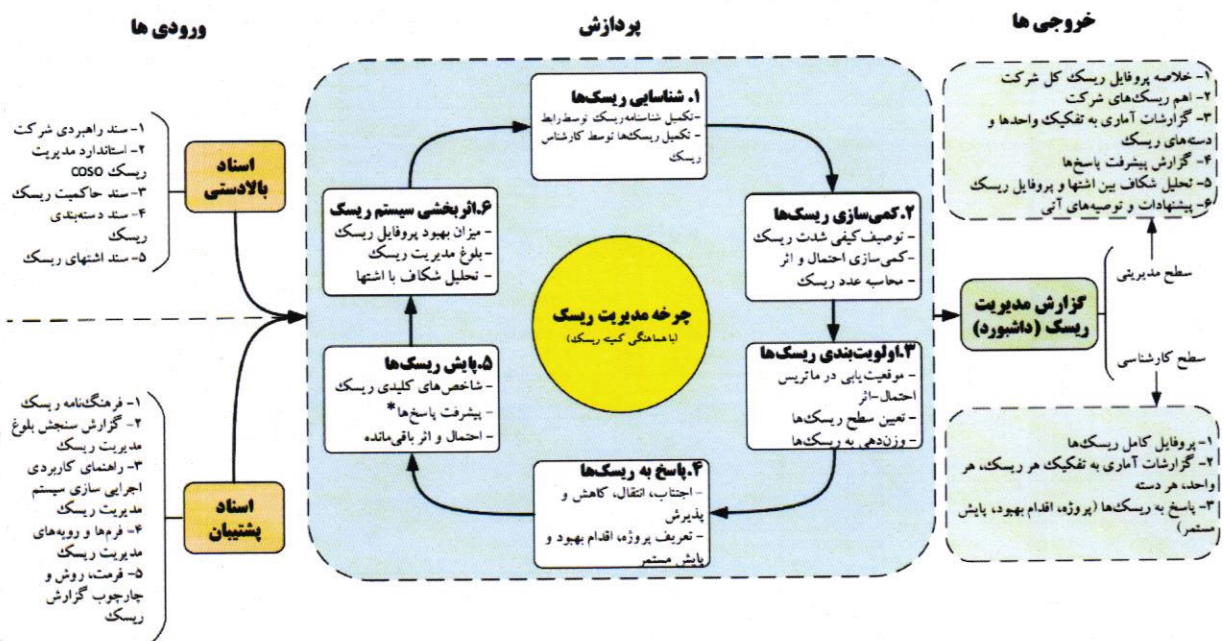 ورودی ها
پردازش
خروجی ها
۱- سند راهبردی شرکت
۲- استاندارد مدیریت
ریسک coso
۳- سند حاکمیت ریسک
۴- سند دسته‌بندی
ریسک
۵- سند اشتهای ریسک
اسناد
بالادستی
۱- فرهنگ‌نامه ریسک
۲- گزارش سنجش بلوغ
مدیریت ریسک
۳- راهنمای کاربردی
اجرایی سازی سیستم
مدیریت ریسک
۴- فرم‌ها و رویه‌های
مدیریت ریسک
۵- فرمت، روش و
چارچوب گزارش
ریسک
اسناد
پشتیبان
۱. شناسایی ریسک‌ها
-تکمیل شناسنامه ریسک توسط رابط
-تکمیل ریسک‌ها توسط کارشناس
ریسک
۲.کمی‌سازی ریسک‌ها
-توصیف کیفی شدت ریسک
-کمی‌سازی احتمال و اثر
- محاسبه عدد ریسک
۳.اولویت‌بندی ریسک‌ها
- موقعیت‌یابی در ماتریس
احتمال-اثر
- تعیین سطح ریسک‌ها
- وزن‌دهی به ریسک‌ها
۴.پاسخ به ریسک‌ها
- اجتناب، انتقال، کاهش و
پذیرش
- تعریف پروژه، اقدام بهبود و
پایش مستمر
۵.پایش ریسک‌ها
- شاخص‌های کلیدی ریسک
- پیشرفت پاسخ‌ها*
- احتمال و اثر باقی‌مانده
۶.اثربخشی سیستم ریسک
- میزان بهبود پروفایل ریسک
- بلوغ مدیریت ریسک
- تحلیل شکاف با اشتها
چرخه مدیریت ریسک
(با هماهنگی کمیته ریسک)
گزارش مدیریت
ریسک (داشبورد)
سطح مدیریتی
سطح کارشناسی
۱- خلاصه پروفایل ریسک کل شرکت
۲- اهم ریسک‌های شرکت
۳- گزارشات آماری به تفکیک واحدها و
دسته‌های ریسک
۴- گزارش پیشرفت پاسخ‌ها
۵- تحلیل شکاف بین اشتها و پروفایل ریسک
۶- پیشنهادات و توصیه‌های آتی
۱- پروفایل کامل ریسک‌ها
۲- گزارشات آماری به تفکیک هر ریسک، هر
واحد، هر دسته
۳- پاسخ به ریسک‌ها (پروژه، اقدام بهبود، پایش
مستمر)